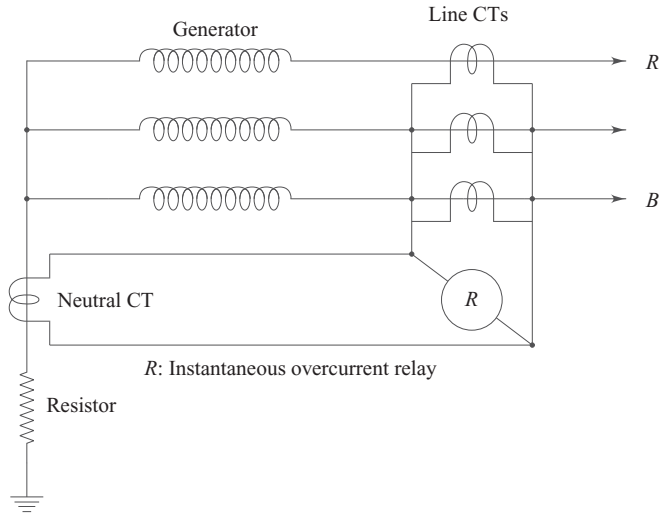 Generator
Line CTs
R
B
Neutral CT
R
R: Instantaneous overcurrent relay
Resistor